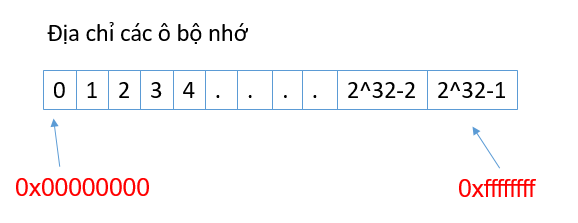 Địa chỉ các ô bộ nhớ
0 1 2 3 4 . . . . 2^32-2 2^32-1
0x00000000 0xffffffff